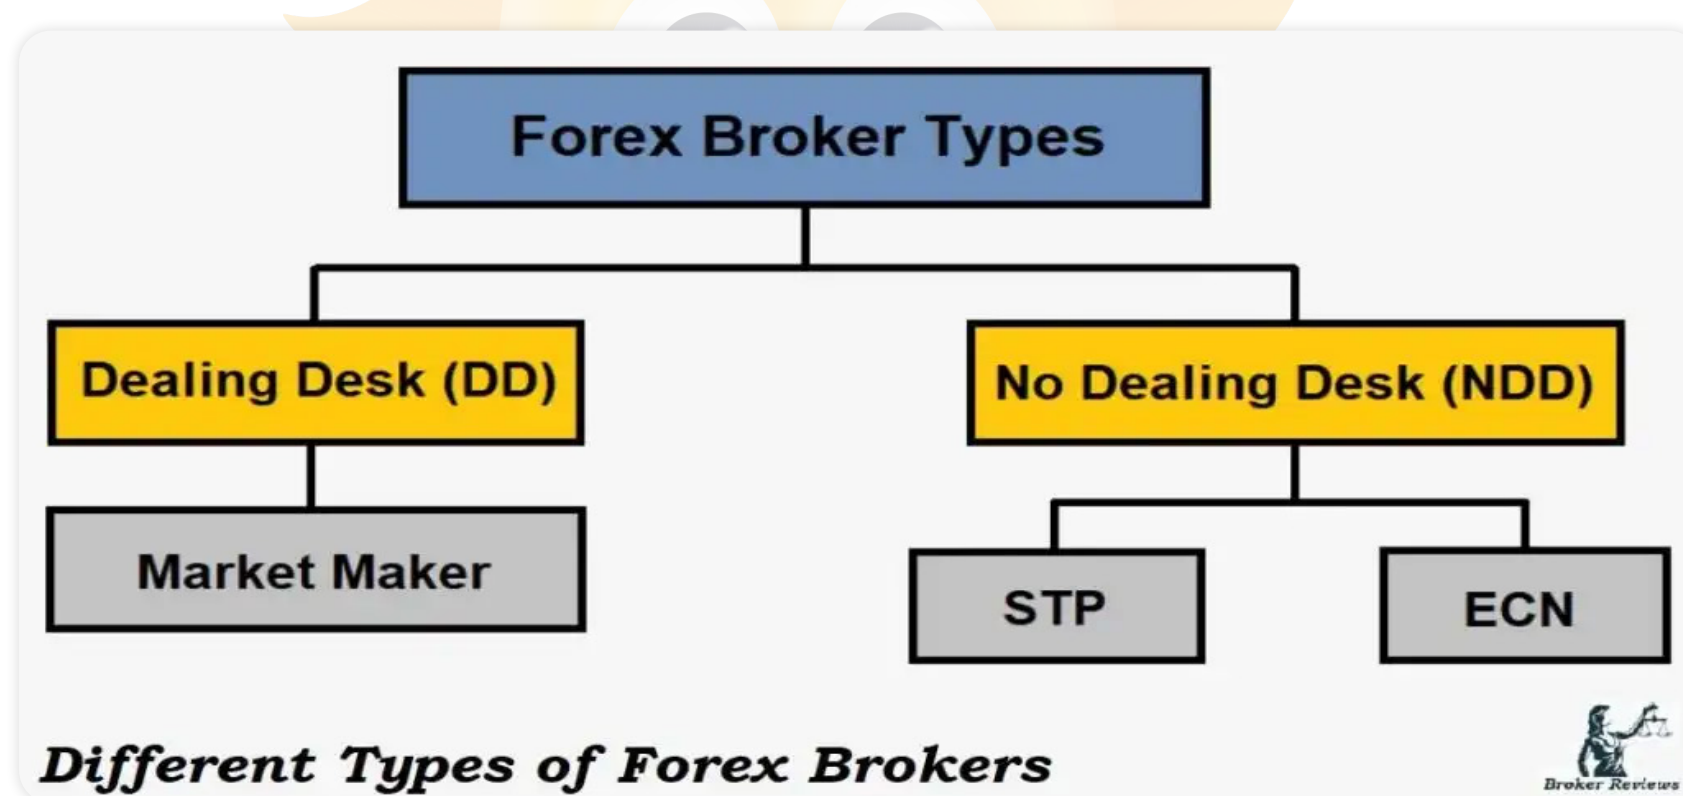 Forex Broker Types
Dealing Desk (DD)
No Dealing Desk (NDD)
Market Maker
STP
ECN
Different Types of Forex Brokers
Broker Reviews